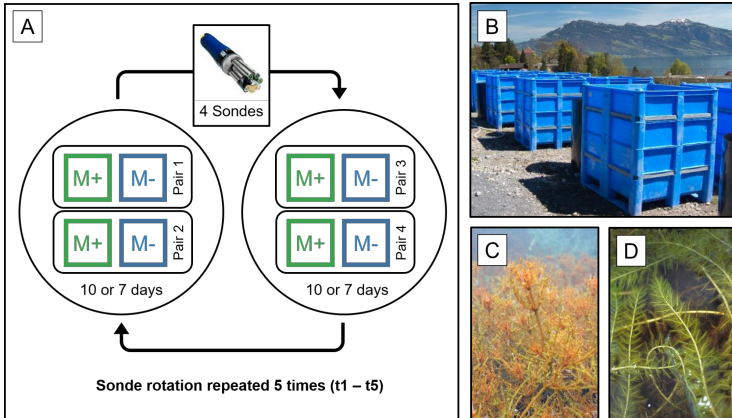 A
4 Sondes
M+ M- Pair 1
M+ M- Pair 2
10 or 7 days
M+ M- Pair 3
M+ M- Pair 4
10 or 7 days
Sonde rotation repeated 5 times (t1 – t5)
B
C
D